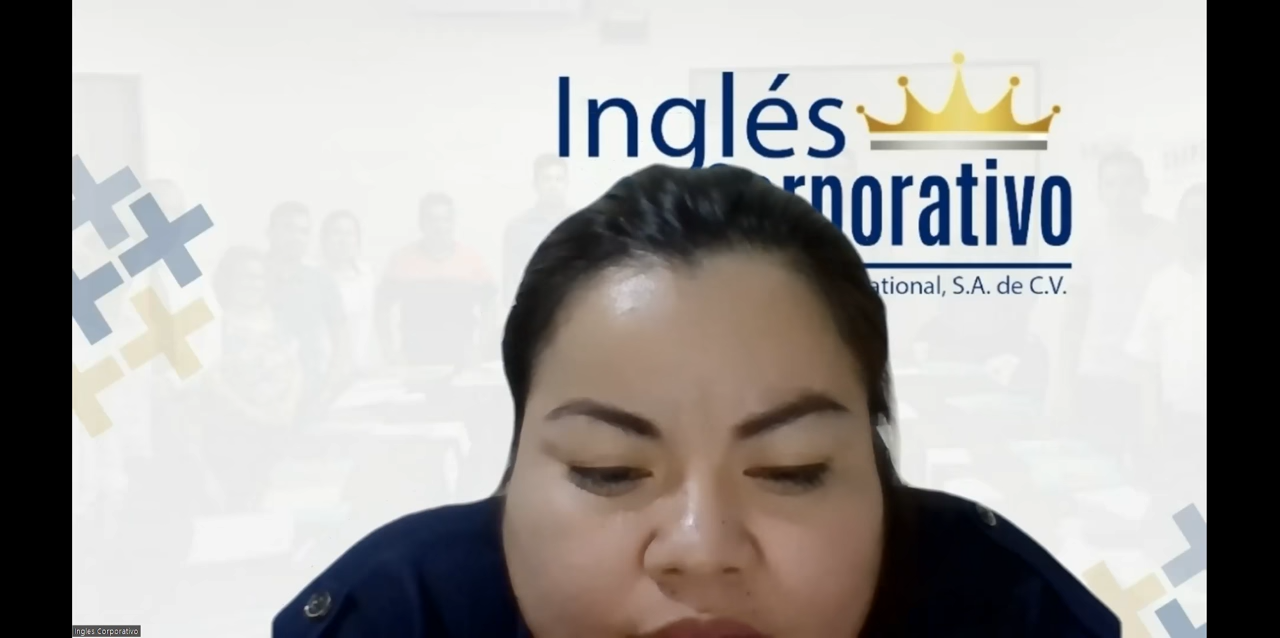 Inglés
orporativo
ational, S.A. de C.V.
Ingles Corporativo